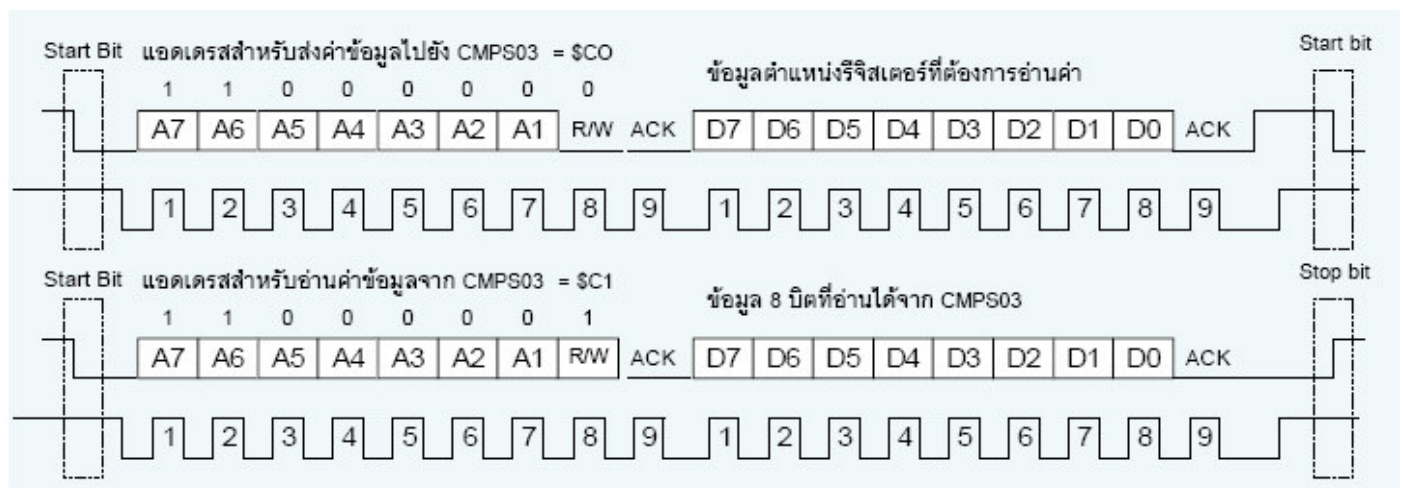 Start Bit แอดเดรสสำหรับส่งค่าข้อมูลไปยัง CMPS03 = $CO
Start bit
ข้อมูลตำแหน่งรีจิสเตอร์ที่ต้องการอ่านค่า
1 1 0 0 0 0 0 0
A7 A6 A5 A4 A3 A2 A1 R/W ACK D7 D6 D5 D4 D3 D2 D1 D0 ACK
1 2 3 4 5 6 7 8 9 1 2 3 4 5 6 7 8 9
Start Bit แอดเดรสสำหรับอ่านค่าข้อมูลจาก CMPS03 = $C1
Stop bit
ข้อมูล 8 บิตที่อ่านได้จาก CMPS03
1 1 0 0 0 0 0 1
A7 A6 A5 A4 A3 A2 A1 R/W ACK D7 D6 D5 D4 D3 D2 D1 D0 ACK
1 2 3 4 5 6 7 8 9 1 2 3 4 5 6 7 8 9